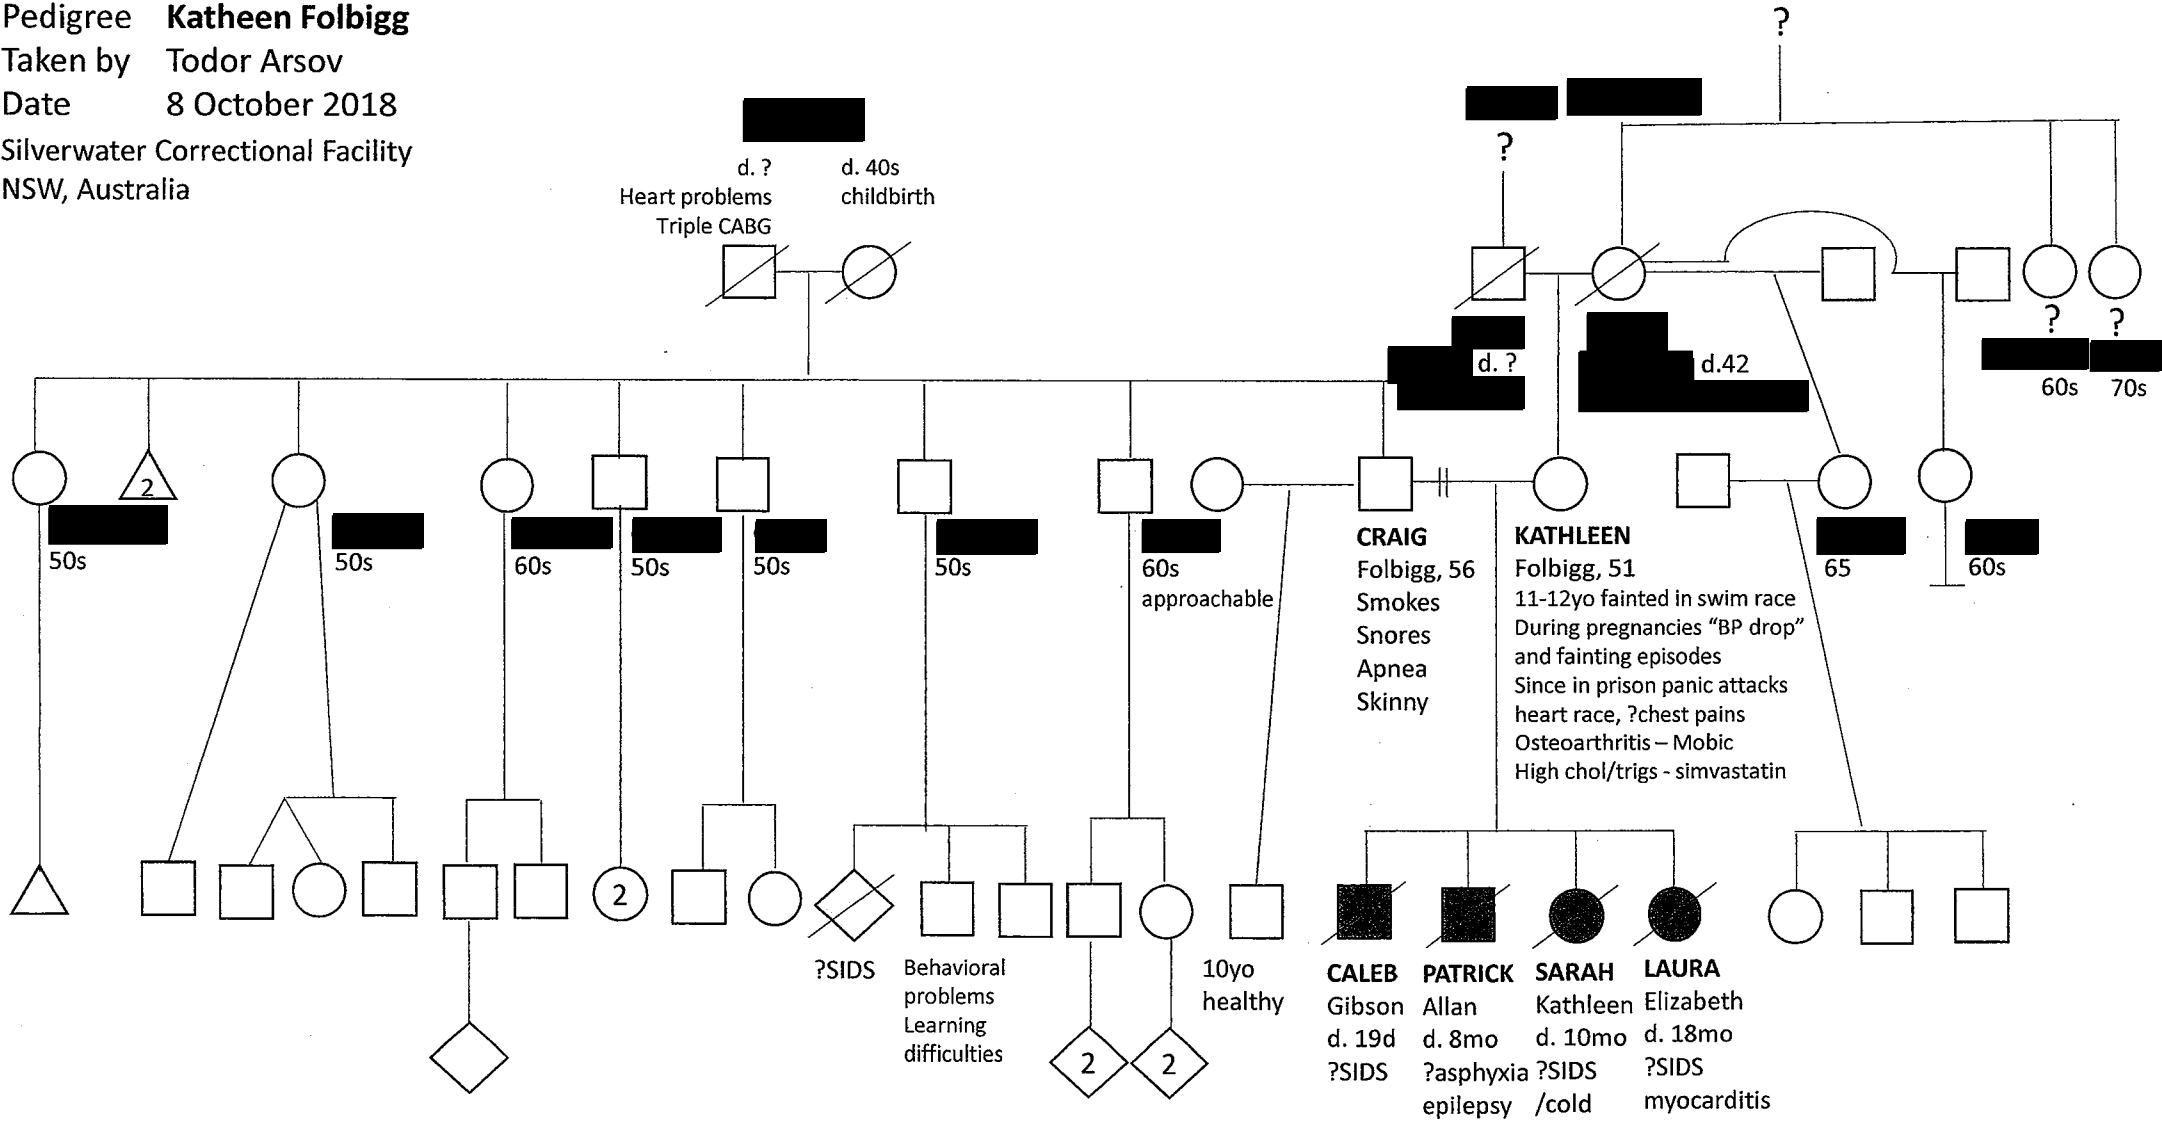 Pedigree Katheen Folbigg
Taken by Todor Arsov
Date 8 October 2018
Silverwater Correctional Facility
NSW, Australia
?
?
d. ?
Heart problems
Triple CABG
d. 40s
childbirth
d. ?
d.42
?
60s
?
70s
2
50s
50s
60s
50s
50s
50s
60s
approachable
CRAIG
Folbigg, 56
Smokes
Snores
Apnea
Skinny
KATHLEEN
Folbigg, 51
11-12yo fainted in swim race
During pregnancies “BP drop”
and fainting episodes
Since in prison panic attacks
heart race, ?chest pains
Osteoarthritis – Mobic
High chol/trigs - simvastatin
65
60s
2
?SIDS
Behavioral
problems
Learning
difficulties
2
2
10yo
healthy
CALEB
Gibson
d. 19d
?SIDS
PATRICK
Allan
d. 8mo
?asphyxia
epilepsy
SARAH
Kathleen
d. 10mo
?SIDS
/cold
LAURA
Elizabeth
d. 18mo
?SIDS
myocarditis